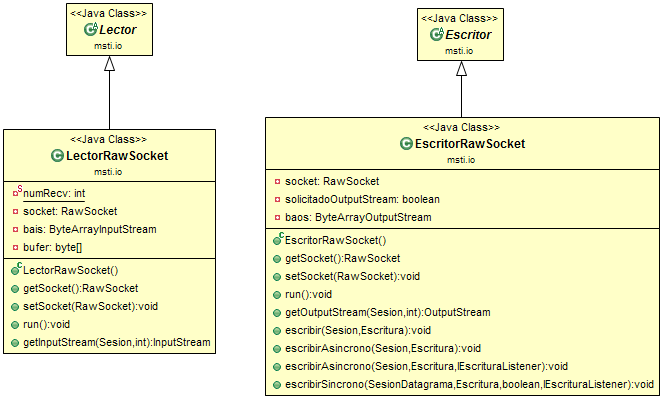 <<Java Class>>
Lector
msti.io
<<Java Class>>
LectorRawSocket
msti.io
numRecv: int
socket: RawSocket
bais: ByteArrayInputStream
bufer: byte[]
LectorRawSocket()
getSocket():RawSocket
setSocket(RawSocket):void
run():void
getInputStream(Sesion,int):InputStream
<<Java Class>>
Escritor
msti.io
<<Java Class>>
EscritorRawSocket
msti.io
socket: RawSocket
solicitadoOutputStream: boolean
baos: ByteArrayOutputStream
EscritorRawSocket()
getSocket():RawSocket
setSocket(RawSocket):void
run():void
getOutputStream(Sesion,int):OutputStream
escribir(Sesion,Escritura):void
escribirAsincrono(Sesion,Escritura):void
escribirAsincrono(Sesion,Escritura,IEscrituraListener):void
escribirSincrono(SesionDatagrama,Escritura,boolean,IEscrituraListener):void